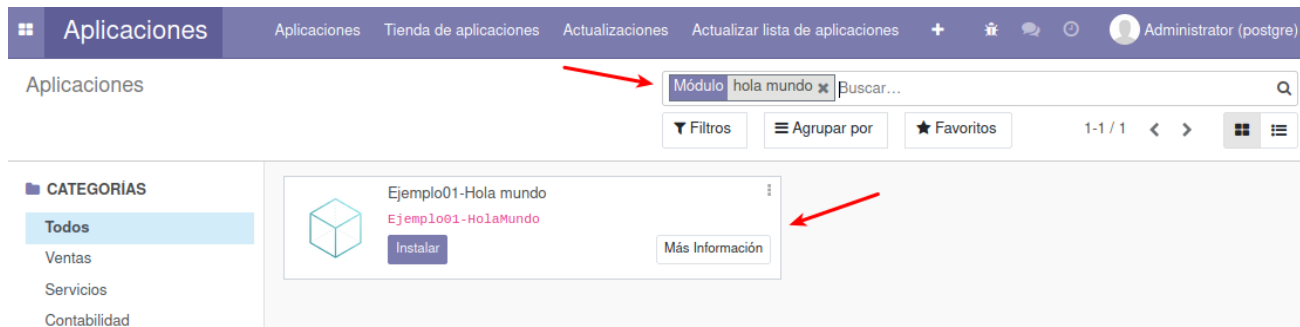 Aplicaciones Aplicaciones Tienda de aplicaciones Actualizaciones Actualizar lista de aplicaciones Administrator (postgre)
Aplicaciones
Módulo hola mundo Buscar...
Filtros Agrupar por Favoritos 1-1 / 1
CATEGORÍAS
Todos
Ventas
Servicios
Contabilidad
Ejemplo01-Hola mundo
Ejemplo01-HolaMundo
Instalar Más Información